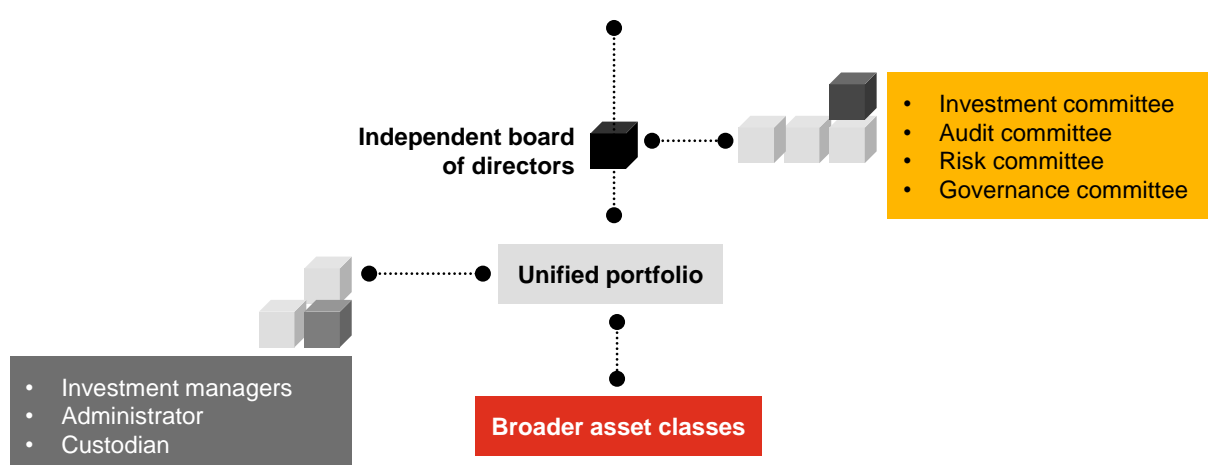 Independent board
of directors
• Investment committee
• Audit committee
• Risk committee
• Governance committee
Unified portfolio
• Investment managers
• Administrator
• Custodian
Broader asset classes